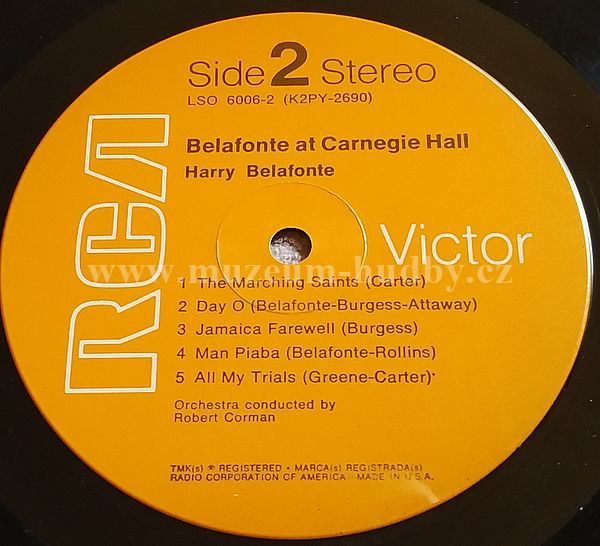 Side 2 Stereo
LSO 6006-2 (K2PY-2690)
Belafonte at Carnegie Hall
Harry Belafonte
RCA
Victor
www.muzeum-hudby.cz
1 The Marching Saints (Carter)
2 Day O (Belafonte-Burgess-Attaway)
3 Jamaica Farewell (Burgess)
4 Man Piaba (Belafonte-Rollins)
5 All My Trials (Greene-Carter)*
Orchestra conducted by
Robert Corman
TMK(s) ® REGISTERED • MARCA(s) REGISTRADA(s)
RADIO CORPORATION OF AMERICA—MADE IN U.S.A.